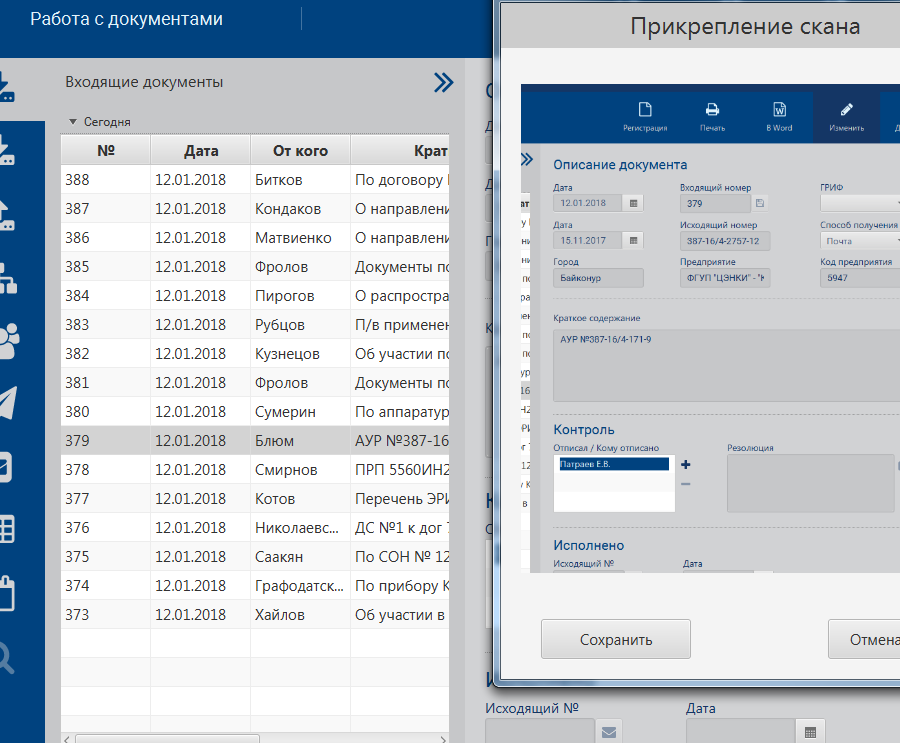 Работа с документами
Входящие документы
Сегодня
№ Дата От кого Крат
388 12.01.2018 Битков По договору
387 12.01.2018 Кондаков О направлени
386 12.01.2018 Матвиенко О направлени
385 12.01.2018 Фролов Документы по
384 12.01.2018 Пирогов О распростра
383 12.01.2018 Рубцов П/в применен
382 12.01.2018 Кузнецов Об участии по
381 12.01.2018 Фролов Документы по
380 12.01.2018 Сумерин По аппаратур
379 12.01.2018 Блюм АУР №387-16
378 12.01.2018 Смирнов ПРП 5560ИН2
377 12.01.2018 Котов Перечень ЭРИ
376 12.01.2018 Николаевс... ДС №1 к дог
375 12.01.2018 Саакян По СОН № 12
374 12.01.2018 Графодатск... По прибору К
373 12.01.2018 Хайлов Об участии в
Прикрепление скана
Регистрация Печать В Word Изменить
Описание документа
Дата Входящий номер ГРИФ
12.01.2018 379
Дата Исходящий номер Способ получения
15.11.2017 387-16/4-2757-12 Почта
Город Предприятие Код предприятия
Байконур ФГУП "ЦЭНКИ" - "К 5947
Краткое содержание
АУР №387-16/4-171-9
Контроль
Отписал / Кому отписано Резолюция
Патраев Е.В.
Исполнено
Исходящий № Дата
Сохранить Отмена
Исходящий № Дата